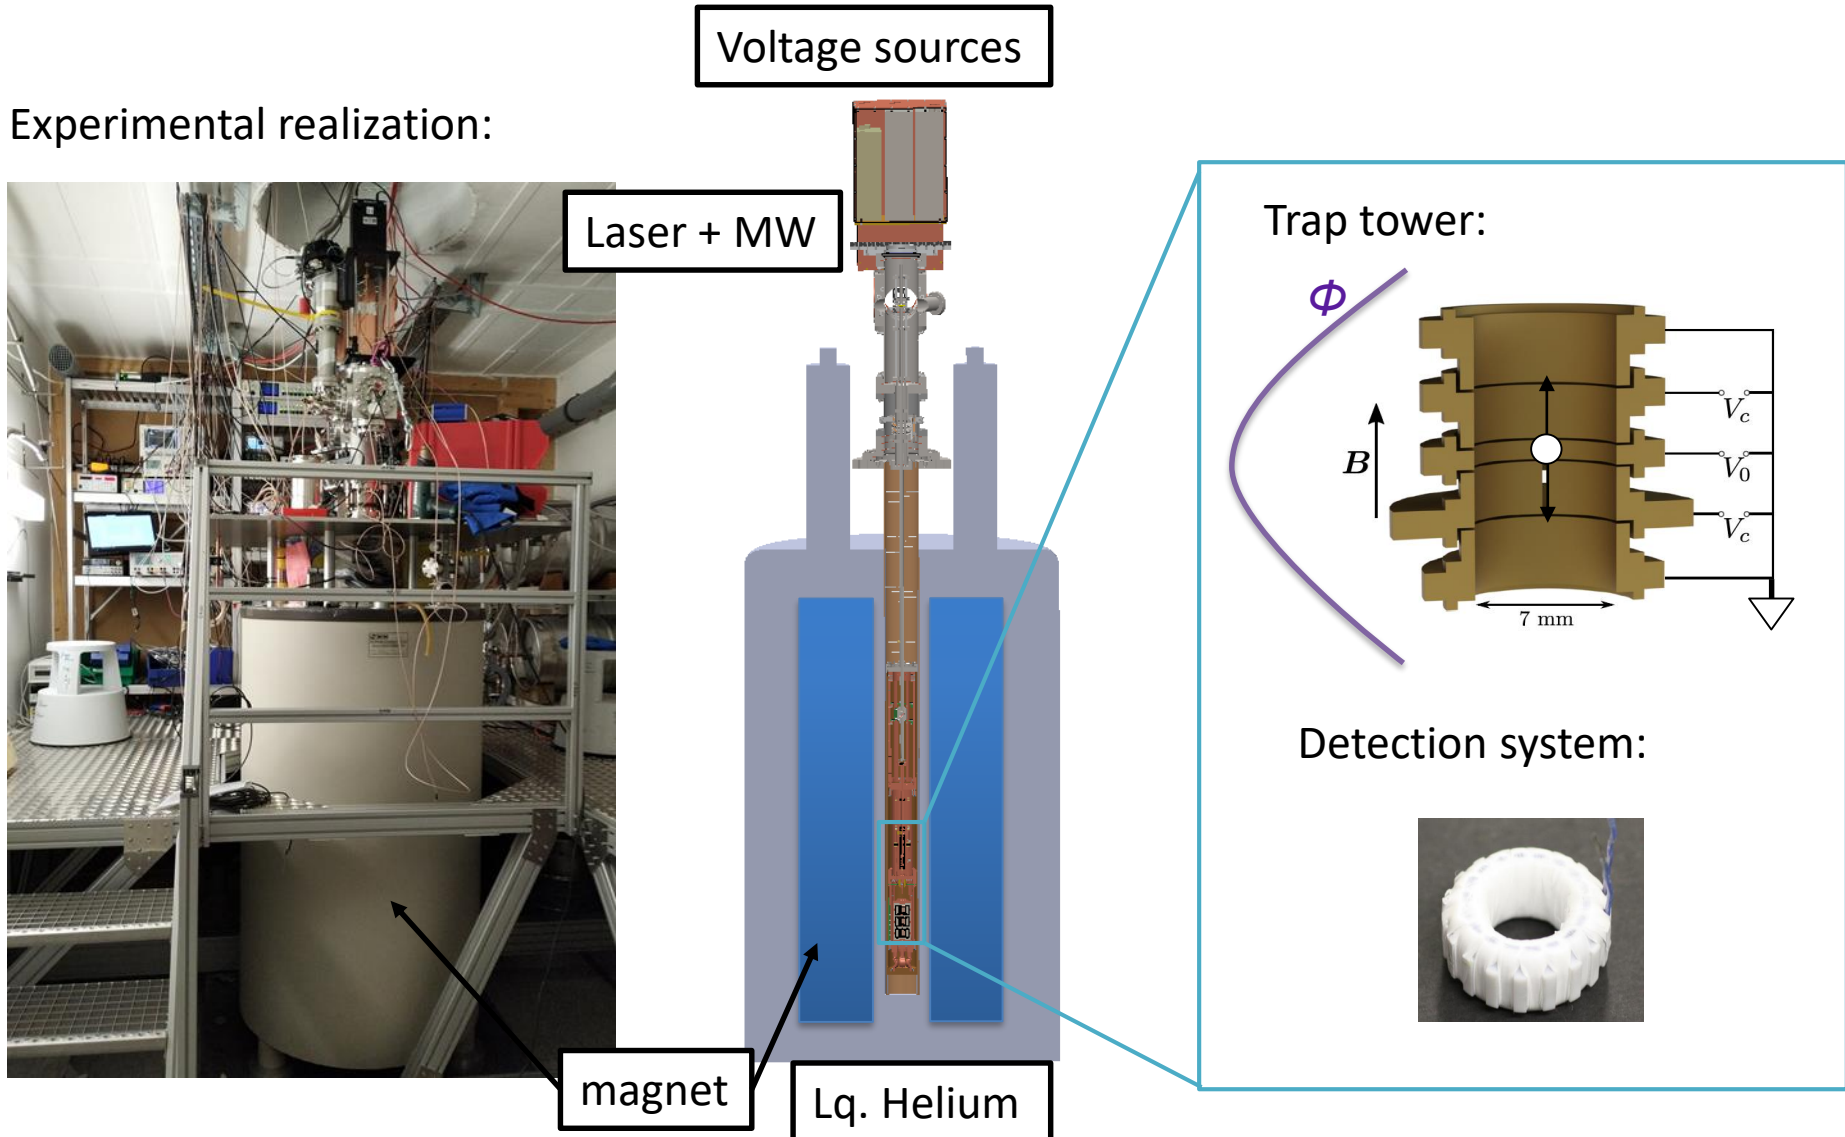 Voltage sources
Experimental realization:
Laser + MW
Trap tower:
Φ
B
V_c
V_0
V_c
7 mm
Detection system:
magnet
Lq. Helium